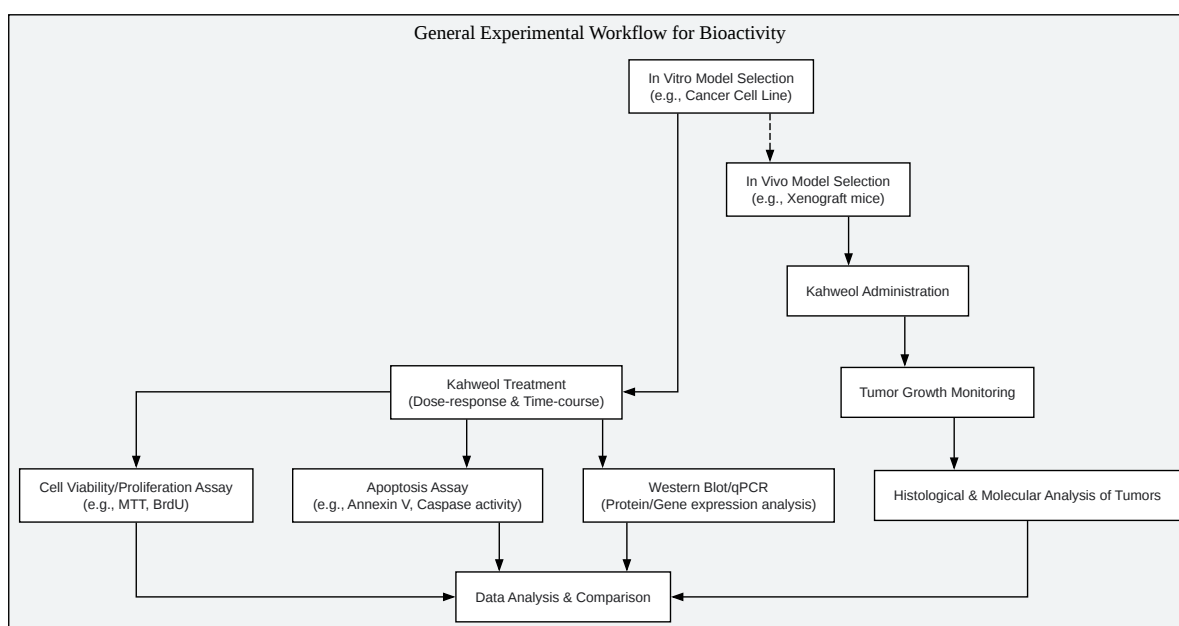 General Experimental Workflow for Bioactivity
In Vitro Model Selection
(e.g., Cancer Cell Line)
In Vivo Model Selection
(e.g., Xenograft mice)
Kahweol Administration
Kahweol Treatment
(Dose-response & Time-course)
Tumor Growth Monitoring
Cell Viability/Proliferation Assay
(e.g., MTT, BrdU)
Apoptosis Assay
(e.g., Annexin V, Caspase activity)
Western Blot/qPCR
(Protein/Gene expression analysis)
Histological & Molecular Analysis of Tumors
Data Analysis & Comparison